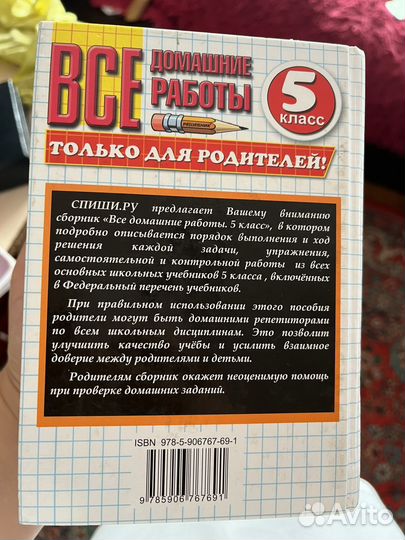 ВСЕ
ДОМАШНИЕ
РАБОТЫ
РЕШЕБНИК
5
КЛАСС
ТОЛЬКО ДЛЯ РОДИТЕЛЕЙ!
СПИШИ.РУ предлагает Вашему вниманию
сборник «Все домашние работы. 5 класс», в котором
подробно описывается порядок выполнения и ход
решения каждой задачи, упражнения,
самостоятельной и контрольной работы из всех
основных школьных учебников 5 класса , включённых
в Федеральный перечень учебников.
При правильном использовании этого пособия
родители могут быть домашними репетиторами
по всем школьным дисциплинам. Это позволит
улучшить качество учёбы и усилить взаимное
доверие между родителями и детьми.
Родителям сборник окажет неоценимую помощь
при проверке домашних заданий.
ISBN 978-5-906767-69-1
9 785906 767691
Avito